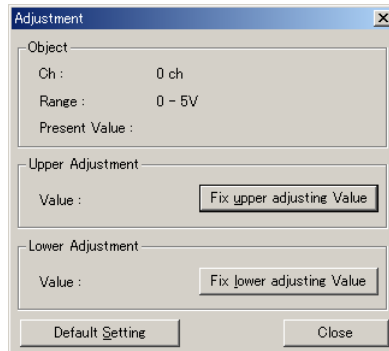 Adjustment
Object
Ch : 0 ch
Range : 0 - 5V
Present Value :
Upper Adjustment
Value : Fix upper adjusting Value
Lower Adjustment
Value : Fix lower adjusting Value
Default Setting Close